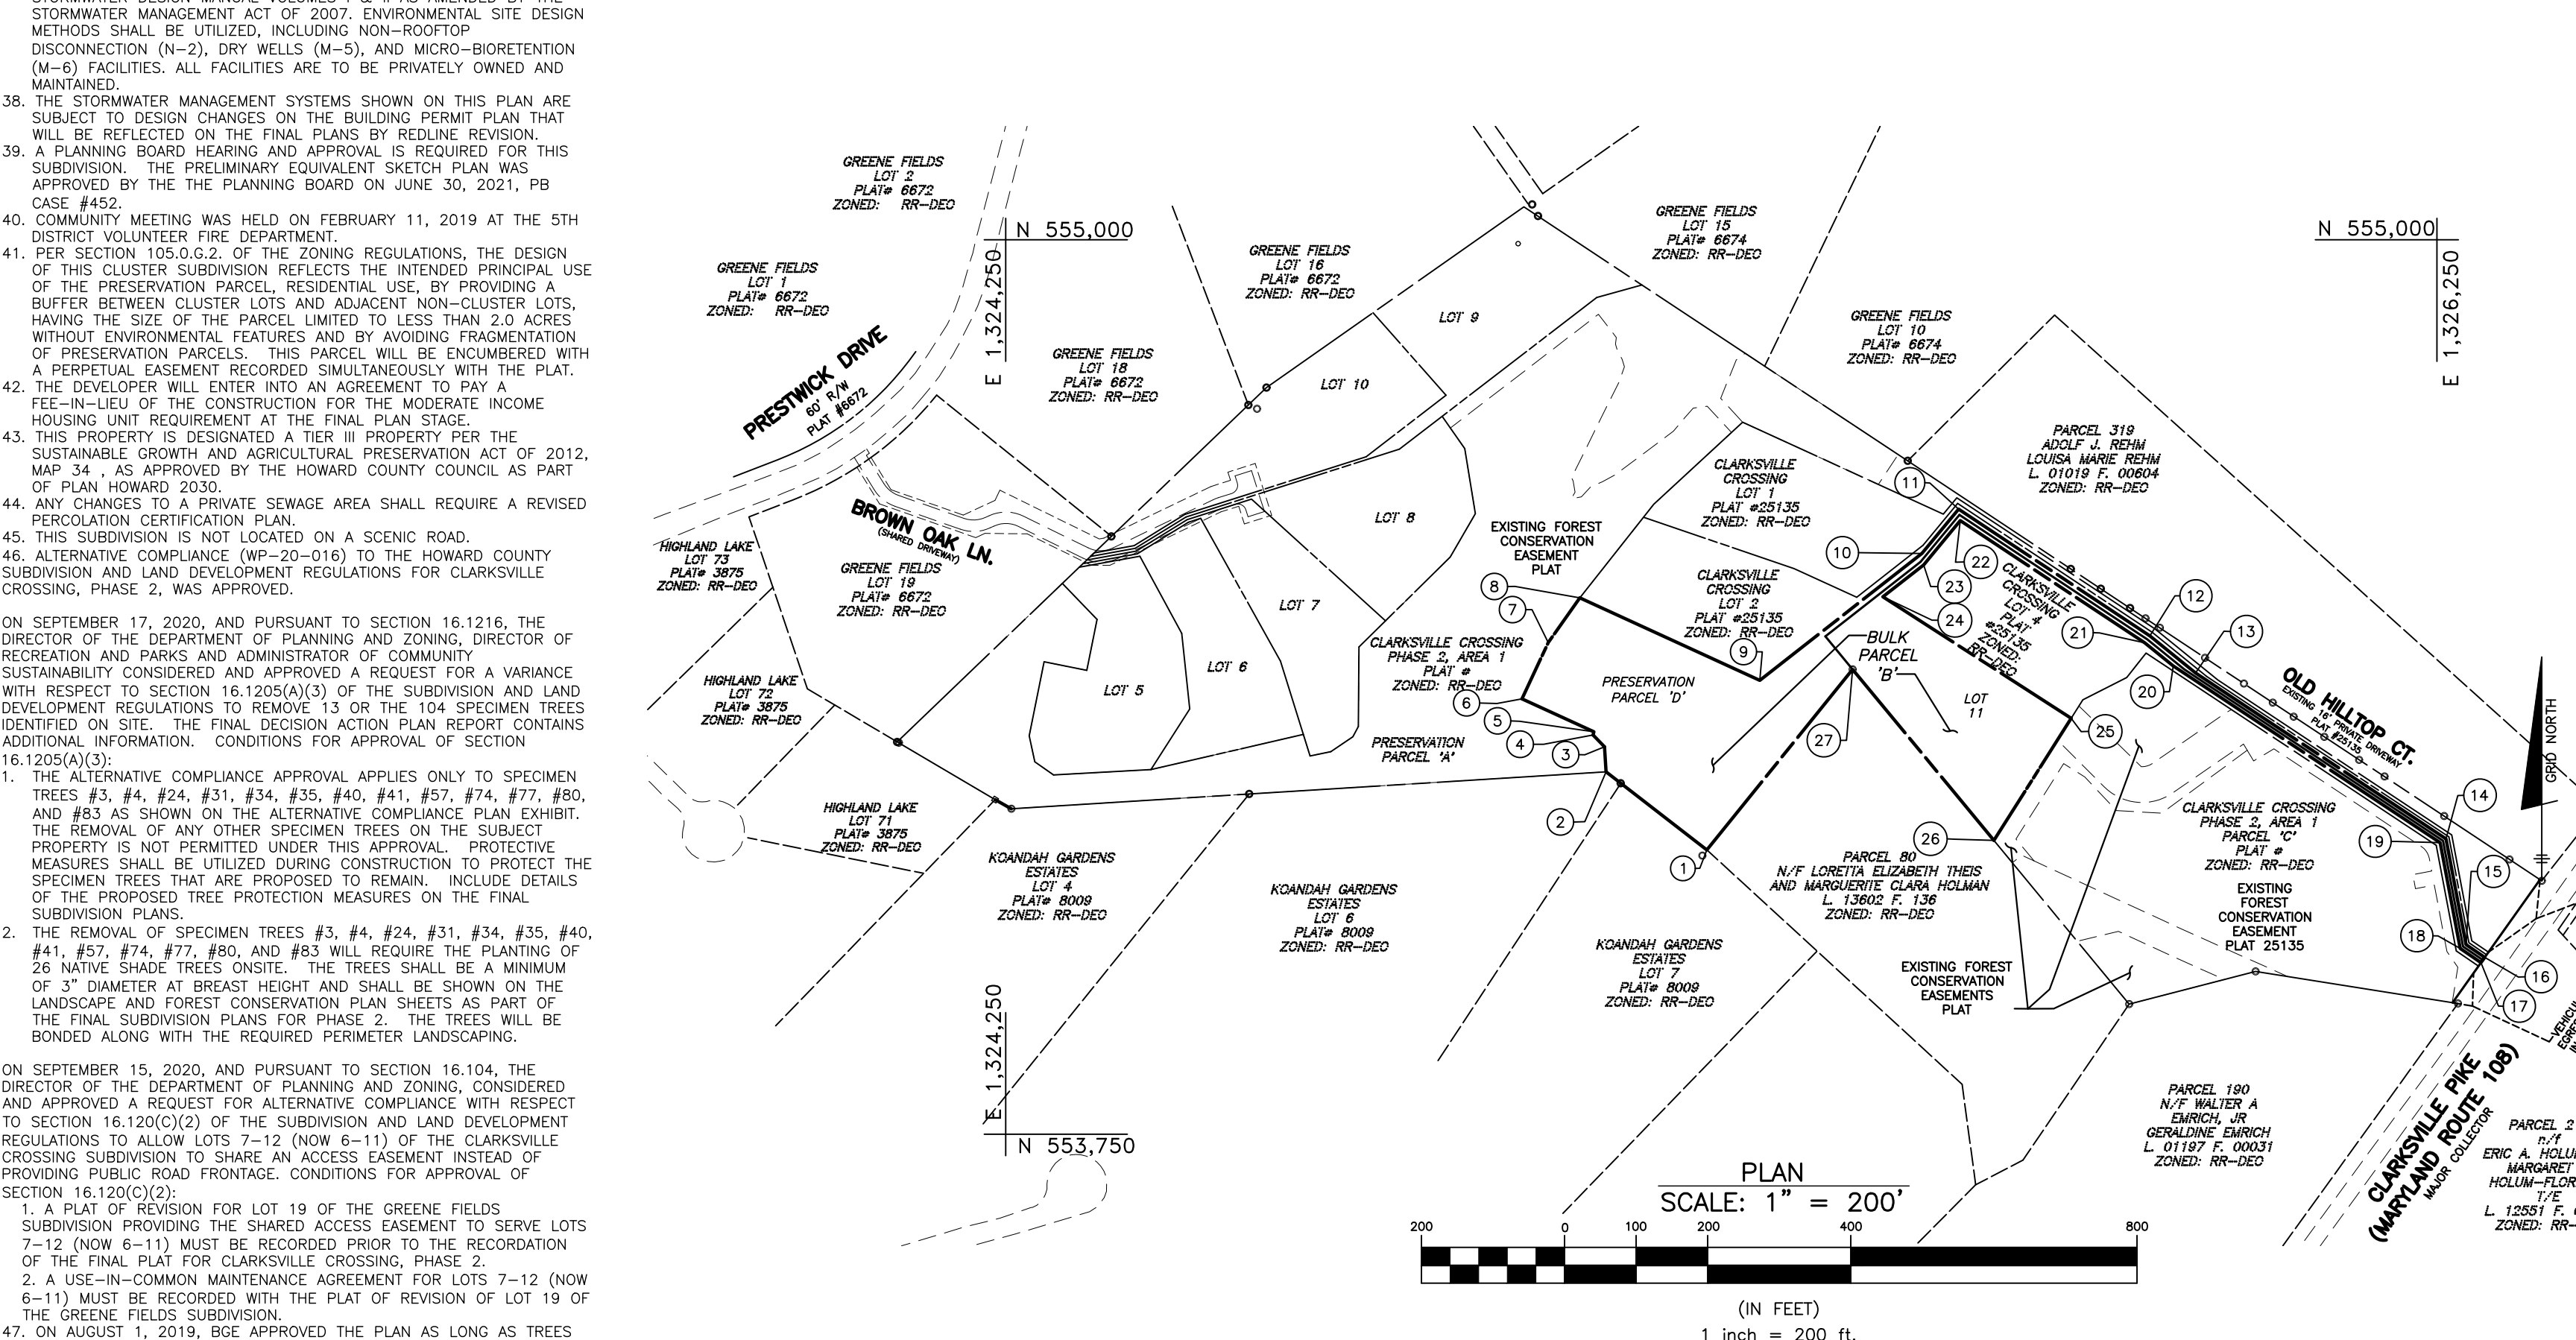 STORMWATER DESIGN MANUAL VOLUMES I & II AS AMENDED BY THE
STORMWATER MANAGEMENT ACT OF 2007. ENVIRONMENTAL SITE DESIGN
METHODS SHALL BE UTILIZED, INCLUDING NON-ROOFTOP
DISCONNECTION (N-2), DRY WELLS (M-5), AND MICRO-BIORETENTION
(M-6) FACILITIES. ALL FACILITIES ARE TO BE PRIVATELY OWNED AND
MAINTAINED.
38. THE STORMWATER MANAGEMENT SYSTEMS SHOWN ON THIS PLAN ARE
SUBJECT TO DESIGN CHANGES ON THE BUILDING PERMIT PLAN THAT
WILL BE REFLECTED ON THE FINAL PLANS BY REDLINE REVISION.
39. A PLANNING BOARD HEARING AND APPROVAL IS REQUIRED FOR THIS
SUBDIVISION. THE PRELIMINARY EQUIVALENT SKETCH PLAN WAS
APPROVED BY THE THE PLANNING BOARD ON JUNE 30, 2021, PB
CASE #452.
40. COMMUNITY MEETING WAS HELD ON FEBRUARY 11, 2019 AT THE 5TH
DISTRICT VOLUNTEER FIRE DEPARTMENT.
41. PER SECTION 105.0.G.2. OF THE ZONING REGULATIONS, THE DESIGN
OF THIS CLUSTER SUBDIVISION REFLECTS THE INTENDED PRINCIPAL USE
OF THE PRESERVATION PARCEL, RESIDENTIAL USE, BY PROVIDING A
BUFFER BETWEEN CLUSTER LOTS AND ADJACENT NON-CLUSTER LOTS,
HAVING THE SIZE OF THE PARCEL LIMITED TO LESS THAN 2.0 ACRES
WITHOUT ENVIRONMENTAL FEATURES AND BY AVOIDING FRAGMENTATION
OF PRESERVATION PARCELS. THIS PARCEL WILL BE ENCUMBERED WITH
A PERPETUAL EASEMENT RECORDED SIMULTANEOUSLY WITH THE PLAT.
42. THE DEVELOPER WILL ENTER INTO AN AGREEMENT TO PAY A
FEE-IN-LIEU OF THE CONSTRUCTION FOR THE MODERATE INCOME
HOUSING UNIT REQUIREMENT AT THE FINAL PLAN STAGE.
43. THIS PROPERTY IS DESIGNATED A TIER III PROPERTY PER THE
SUSTAINABLE GROWTH AND AGRICULTURAL PRESERVATION ACT OF 2012,
MAP 34 , AS APPROVED BY THE HOWARD COUNTY COUNCIL AS PART
OF PLAN HOWARD 2030.
44. ANY CHANGES TO A PRIVATE SEWAGE AREA SHALL REQUIRE A REVISED
PERCOLATION CERTIFICATION PLAN.
45. THIS SUBDIVISION IS NOT LOCATED ON A SCENIC ROAD.
46. ALTERNATIVE COMPLIANCE (WP-20-016) TO THE HOWARD COUNTY
SUBDIVISION AND LAND DEVELOPMENT REGULATIONS FOR CLARKSVILLE
CROSSING, PHASE 2, WAS APPROVED.
ON SEPTEMBER 17, 2020, AND PURSUANT TO SECTION 16.1216, THE
DIRECTOR OF THE DEPARTMENT OF PLANNING AND ZONING, DIRECTOR OF
RECREATION AND PARKS AND ADMINISTRATOR OF COMMUNITY
SUSTAINABILITY CONSIDERED AND APPROVED A REQUEST FOR A VARIANCE
WITH RESPECT TO SECTION 16.1205(A)(3) OF THE SUBDIVISION AND LAND
DEVELOPMENT REGULATIONS TO REMOVE 13 OR THE 104 SPECIMEN TREES
IDENTIFIED ON SITE. THE FINAL DECISION ACTION PLAN REPORT CONTAINS
ADDITIONAL INFORMATION. CONDITIONS FOR APPROVAL OF SECTION
16.1205(A)(3):
1. THE ALTERNATIVE COMPLIANCE APPROVAL APPLIES ONLY TO SPECIMEN
TREES #3, #4, #24, #31, #34, #35, #40, #41, #57, #74, #77, #80,
AND #83 AS SHOWN ON THE ALTERNATIVE COMPLIANCE PLAN EXHIBIT.
THE REMOVAL OF ANY OTHER SPECIMEN TREES ON THE SUBJECT
PROPERTY IS NOT PERMITTED UNDER THIS APPROVAL. PROTECTIVE
MEASURES SHALL BE UTILIZED DURING CONSTRUCTION TO PROTECT THE
SPECIMEN TREES THAT ARE PROPOSED TO REMAIN. INCLUDE DETAILS
OF THE PROPOSED TREE PROTECTION MEASURES ON THE FINAL
SUBDIVISION PLANS.
2. THE REMOVAL OF SPECIMEN TREES #3, #4, #24, #31, #34, #35, #40,
#41, #57, #74, #77, #80, AND #83 WILL REQUIRE THE PLANTING OF
26 NATIVE SHADE TREES ONSITE. THE TREES SHALL BE A MINIMUM
OF 3" DIAMETER AT BREAST HEIGHT AND SHALL BE SHOWN ON THE
LANDSCAPE AND FOREST CONSERVATION PLAN SHEETS AS PART OF
THE FINAL SUBDIVISION PLANS FOR PHASE 2. THE TREES WILL BE
BONDED ALONG WITH THE REQUIRED PERIMETER LANDSCAPING.
ON SEPTEMBER 15, 2020, AND PURSUANT TO SECTION 16.104, THE
DIRECTOR OF THE DEPARTMENT OF PLANNING AND ZONING, CONSIDERED
AND APPROVED A REQUEST FOR ALTERNATIVE COMPLIANCE WITH RESPECT
TO SECTION 16.120(C)(2) OF THE SUBDIVISION AND LAND DEVELOPMENT
REGULATIONS TO ALLOW LOTS 7-12 (NOW 6-11) OF THE CLARKSVILLE
CROSSING SUBDIVISION TO SHARE AN ACCESS EASEMENT INSTEAD OF
PROVIDING PUBLIC ROAD FRONTAGE. CONDITIONS FOR APPROVAL OF
SECTION 16.120(C)(2):
1. A PLAT OF REVISION FOR LOT 19 OF THE GREENE FIELDS
SUBDIVISION PROVIDING THE SHARED ACCESS EASEMENT TO SERVE LOTS
7-12 (NOW 6-11) MUST BE RECORDED PRIOR TO THE RECORDATION
OF THE FINAL PLAT FOR CLARKSVILLE CROSSING, PHASE 2.
2. A USE-IN-COMMON MAINTENANCE AGREEMENT FOR LOTS 7-12 (NOW
6-11) MUST BE RECORDED WITH THE PLAT OF REVISION OF LOT 19 OF
THE GREENE FIELDS SUBDIVISION.
47. ON AUGUST 1, 2019, BGE APPROVED THE PLAN AS LONG AS TREES
GREENE FIELDS
LOT 2
PLAT# 6672
ZONED: RR-DEO
GREENE FIELDS
LOT 1
PLAT# 6672
ZONED: RR-DEO
N 555,000
E 1,324,250
GREENE FIELDS
LOT 16
PLAT# 6672
ZONED: RR-DEO
GREENE FIELDS
LOT 15
PLAT# 6674
ZONED: RR-DEO
N 555,000
E 1,326,250
GREENE FIELDS
LOT 18
PLAT# 6672
ZONED: RR-DEO
LOT 9
LOT 10
GREENE FIELDS
LOT 10
PLAT# 6674
ZONED: RR-DEO
PRESTWICK DRIVE
60' R/W
PLAT #6672
PARCEL 319
ADOLF J. REHM
LOUISA MARIE REHM
L. 01019 F. 00604
ZONED: RR-DEO
CLARKSVILLE
CROSSING
LOT 1
PLAT #25135
ZONED: RR-DEO
11
BROWN OAK LN.
(SHARED DRIVEWAY)
LOT 8
EXISTING FOREST
CONSERVATION
EASEMENT
PLAT
HIGHLAND LAKE
LOT 73
PLAT# 3875
ZONED: RR-DEO
GREENE FIELDS
LOT 19
PLAT# 6672
ZONED: RR-DEO
10
22
23
24
8
7
CLARKSVILLE
CROSSING
LOT 2
PLAT #25135
ZONED: RR-DEO
9
CLARKSVILLE
CROSSING
LOT 4
PLAT
#25135
ZONED:
RR-DEO
12
13
21
20
LOT 7
LOT 6
LOT 5
CLARKSVILLE CROSSING
PHASE 2, AREA 1
PLAT #
ZONED: RR-DEO
6
5
4
3
2
1
BULK
PARCEL
'B'
PRESERVATION
PARCEL 'D'
LOT
11
27
25
26
OLD HILLTOP CT.
EXISTING 16' PRIVATE DRIVEWAY
PLAT #25135
GRID NORTH
HIGHLAND LAKE
LOT 72
PLAT# 3875
ZONED: RR-DEO
PRESERVATION
PARCEL 'A'
HIGHLAND LAKE
LOT 71
PLAT# 3875
ZONED: RR-DEO
KOANDAH GARDENS
ESTATES
LOT 4
PLAT# 8009
ZONED: RR-DEO
KOANDAH GARDENS
ESTATES
LOT 6
PLAT# 8009
ZONED: RR-DEO
PARCEL 80
N/F LORETTA ELIZABETH THEIS
AND MARGUERITE CLARA HOLMAN
L. 13602 F. 136
ZONED: RR-DEO
CLARKSVILLE CROSSING
PHASE 2, AREA 1
PARCEL 'C'
PLAT #
ZONED: RR-DEO
14
19
15
18
16
17
EXISTING
FOREST
CONSERVATION
EASEMENT
PLAT 25135
KOANDAH GARDENS
ESTATES
LOT 7
PLAT# 8009
ZONED: RR-DEO
EXISTING FOREST
CONSERVATION
EASEMENTS
PLAT
E 1,324,250
N 553,750
PARCEL 190
N/F WALTER A
EMRICH, JR
GERALDINE EMRICH
L. 01197 F. 00031
ZONED: RR-DEO
CLARKSVILLE PIKE
(MARYLAND ROUTE 108)
MAJOR COLLECTOR
PARCEL 2
n/f
ERIC A.
MARGARET
T/E
L. 12551 F.
PLAN
SCALE: 1" = 200'
200 0 100 200 400 800
(IN FEET)
1 inch = 200 ft.